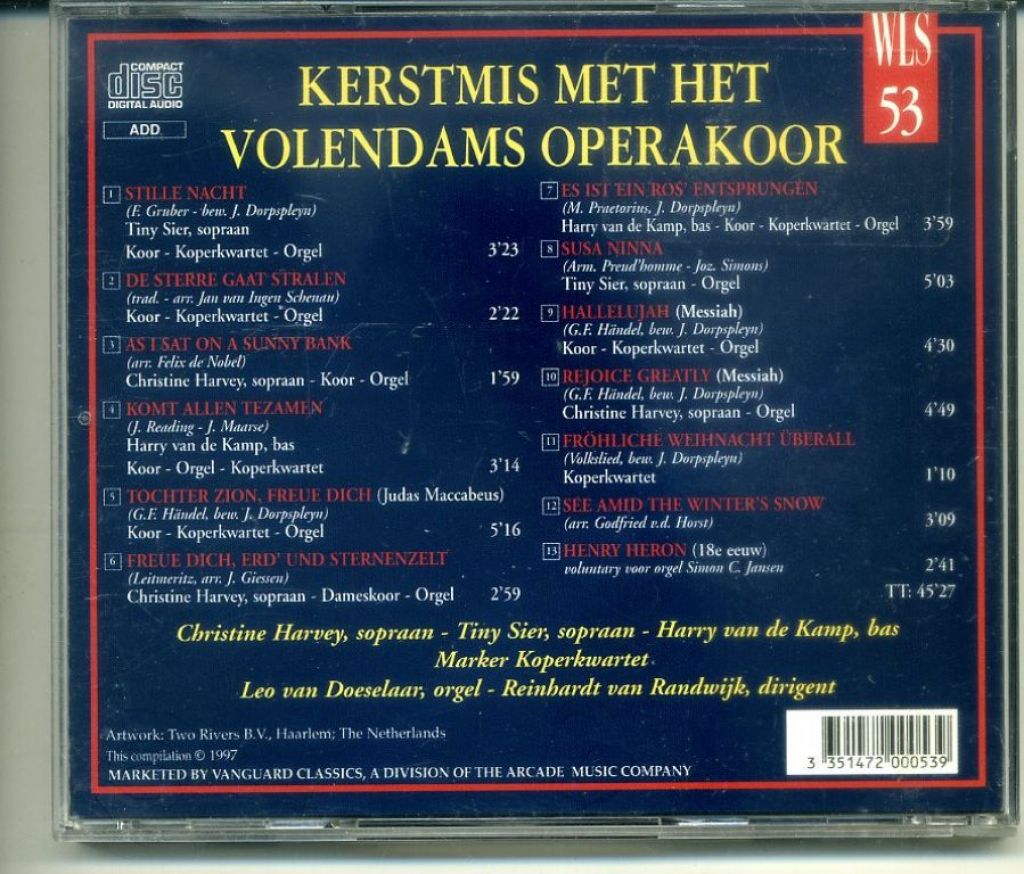 COMPACT
disc
DIGITAL AUDIO
ADD
WLS
53
KERSTMIS MET HET
VOLENDAMS OPERAKOOR
1 STILLE NACHT
(F. Gruber - bew. J. Dorpspleyn)
Tiny Sier, sopraan
Koor - Koperkwartet - Orgel 3'23
2 DE STERRE GAAT STRALEN
(trad. - arr. Jan van Ingen Schenau)
Koor - Koperkwartet - Orgel 2'22
3 AS I SAT ON A SUNNY BANK
(arr. Felix de Nobel)
Christine Harvey, sopraan - Koor - Orgel 1'59
4 KOMT ALLEN TEZAMEN
(J. Reading - J. Maarse)
Harry van de Kamp, bas
Koor - Orgel - Koperkwartet 3'14
5 TOCHTER ZION, FREUE DICH (Judas Maccabeus)
(G.F. Händel, bew. J. Dorpspleyn)
Koor - Koperkwartet - Orgel 5'16
6 FREUE DICH, ERD' UND STERNENZELT
(Leitmeritz, arr. J. Giessen)
Christine Harvey, sopraan - Dameskoor - Orgel 2'59
7 ES IST EIN 'ROS' ENTSPRUNGEN
(M. Praetorius, J. Dorpspleyn)
Harry van de Kamp, bas - Koor - Koperkwartet - Orgel 3'59
8 SUSA NINNA
(Arm. Preud'homme - Joz. Simons)
Tiny Sier, sopraan - Orgel 5'03
9 HALLELUJAH (Messiah)
(G.F. Händel, bew. J. Dorpspleyn)
Koor - Koperkwartet - Orgel 4'30
10 REJOICE GREATLY (Messiah)
(G.F. Händel, bew. J. Dorpspleyn)
Christine Harvey, sopraan - Orgel 4'49
11 FRÖHLICHE WEIHNACHT ÜBERALL
(Volkslied, bew. J. Dorpspleyn)
Koperkwartet 1'10
12 SEE AMID THE WINTER'S SNOW
(arr. Godfried v.d. Horst) 3'09
13 HENRY HERON (18e eeuw)
voluntary voor orgel Simon C. Jansen 2'41
TT: 45'27
Christine Harvey, sopraan - Tiny Sier, sopraan - Harry van de Kamp, bas
Marker Koperkwartet
Leo van Doeselaar, orgel - Reinhardt van Randwijk, dirigent
Artwork: Two Rivers B.V., Haarlem; The Netherlands
This compilation © 1997
MARKETED BY VANGUARD CLASSICS, A DIVISION OF THE ARCADE MUSIC COMPANY
3 351472 000539